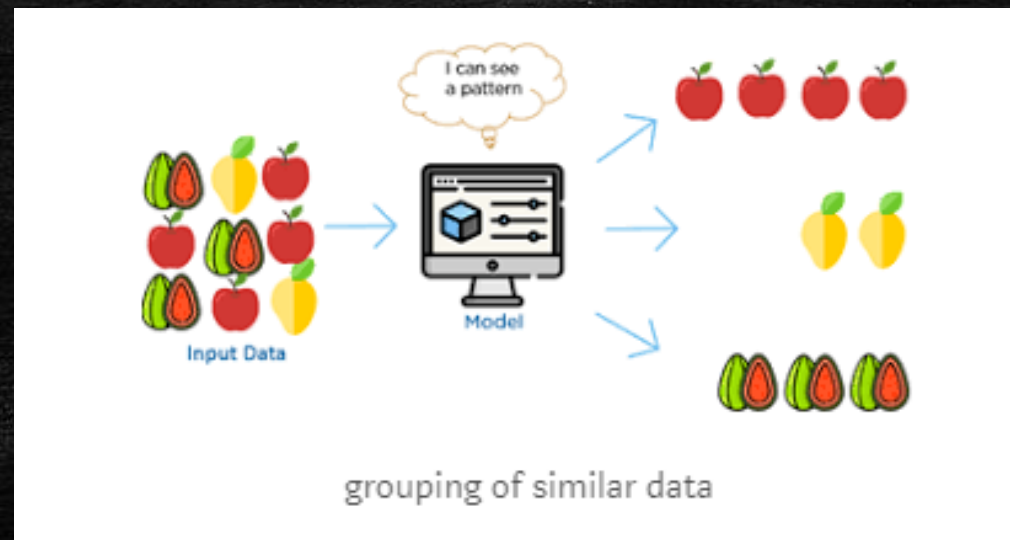 I can see
a pattern
Input Data
Model
grouping of similar data